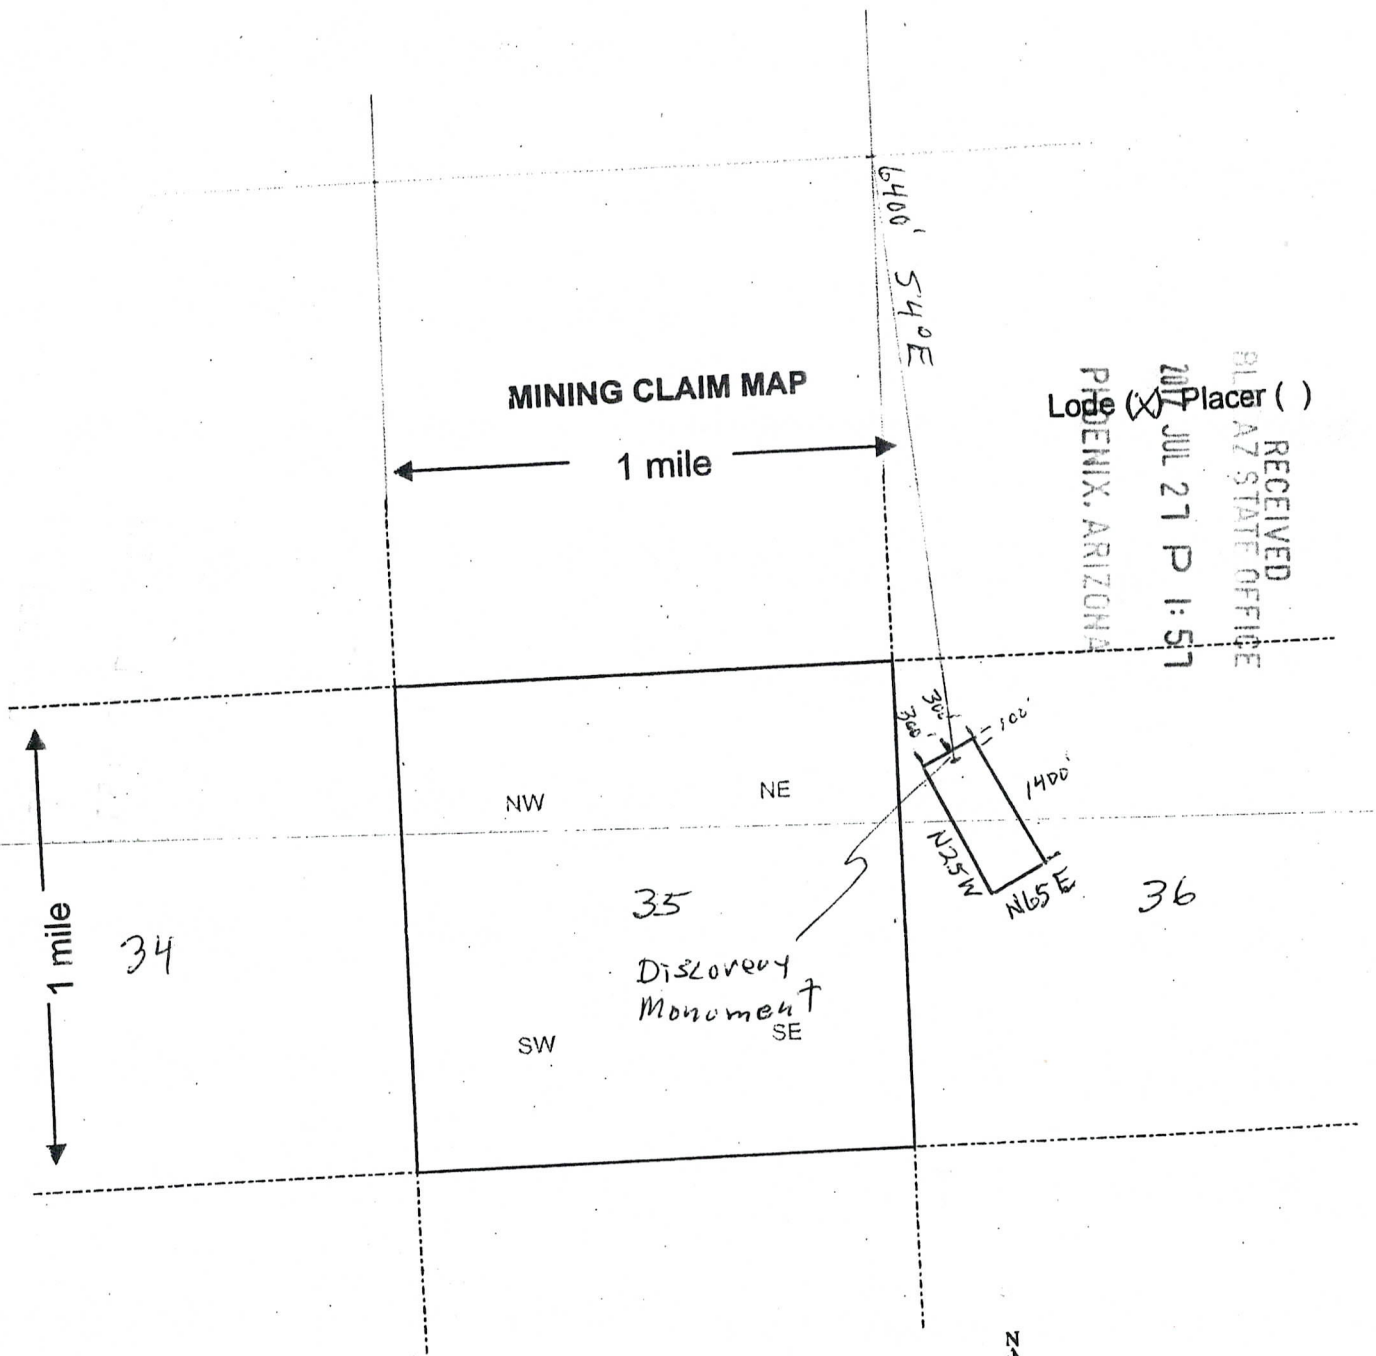 6400' S4°E
MINING CLAIM MAP
1 mile
Lode (X) Placer ( )
RECEIVED
AZ STATE OFFICE
2017 JUL 27 P 1:57
PHOENIX, ARIZONA
300'
300'
100'
1400'
N25W
N65E
NW
NE
35
36
34
1 mile
Discovery
Monument
SW
SE
N